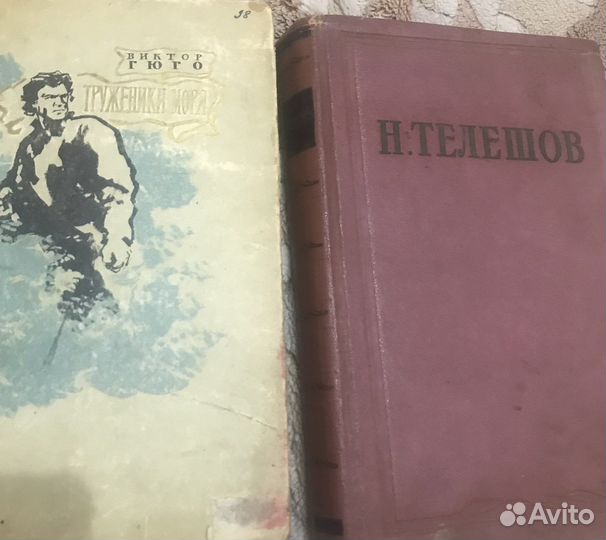 38
ВИКТОР
ГЮГО
ТРУЖЕНИКИ МОРЯ
Н. ТЕЛЕШОВ
Avito